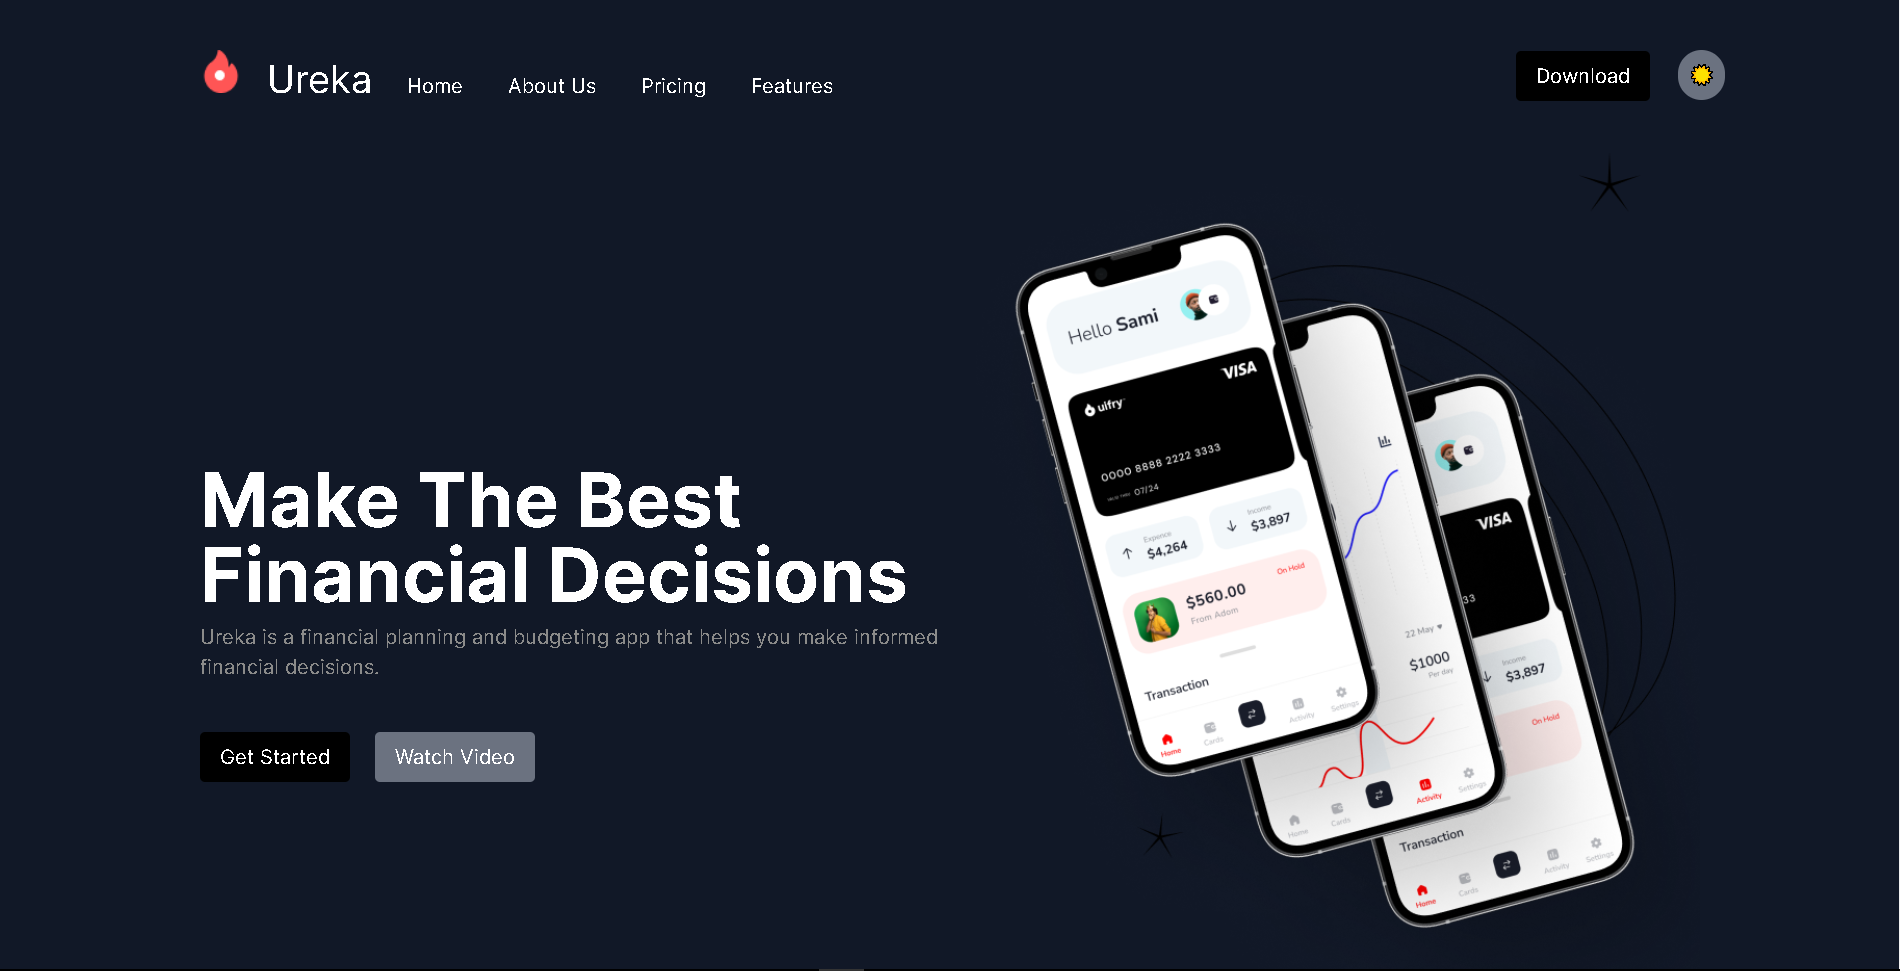 Ureka
Home
About Us
Pricing
Features
Download
Make The Best
Financial Decisions
Ureka is a financial planning and budgeting app that helps you make informed
financial decisions.
Get Started
Watch Video
Hello Sami
VISA
ulfry
0000 8888 2222 3333
07/24
Income
$4,264
$3,897
On Hold
$560.00
From Adom
Transaction
Home
Cards
Activity
Settings
22 May
$1000
Per day
Home
Cards
Activity
Settings
VISA
33
Income
$3,897
On Hold
Transaction
Home
Cards
Activity
Settings